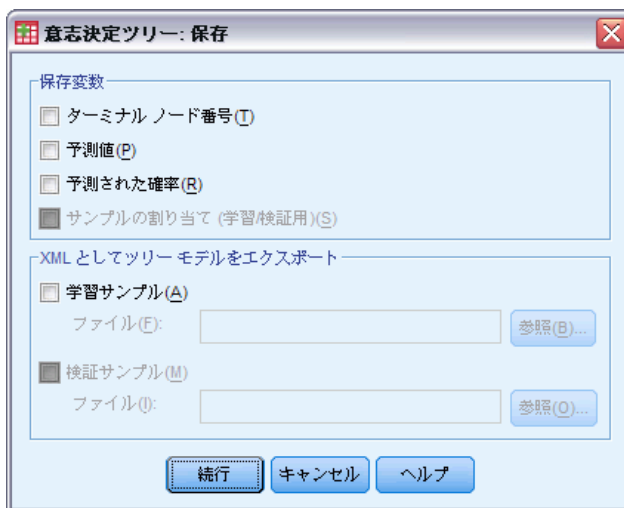 意志決定ツリー: 保存
保存変数
ターミナル ノード番号(T)
予測値(P)
予測された確率(R)
サンプルの割り当て (学習/検証用)(S)
XML としてツリー モデルをエクスポート
学習サンプル(A)
ファイル(F):
参照(B)...
検証サンプル(M)
ファイル(I):
参照(O)...
続行 キャンセル ヘルプ